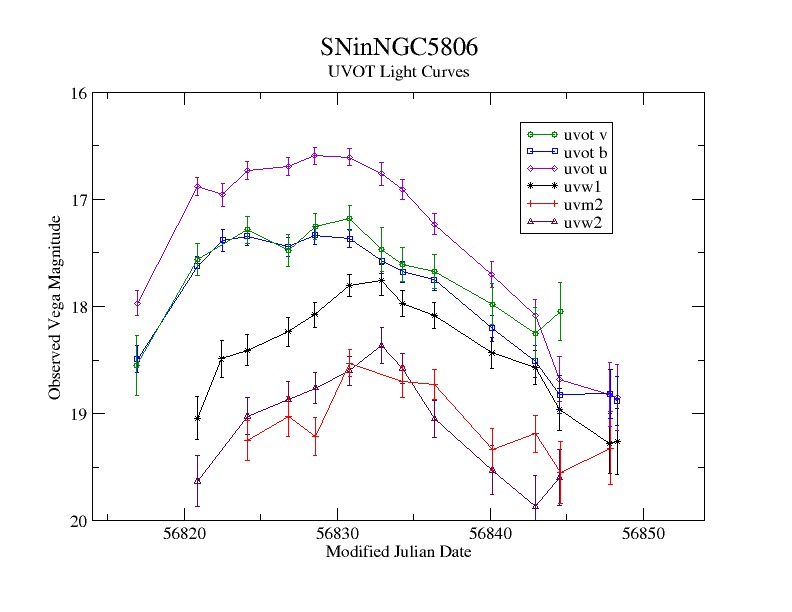 SNinNGC5806
UVOT Light Curves
Observed Vega Magnitude
16
17
18
19
20
uvot v
uvot b
uvot u
uvw1
uvm2
uvw2
56820
56830
56840
56850
Modified Julian Date